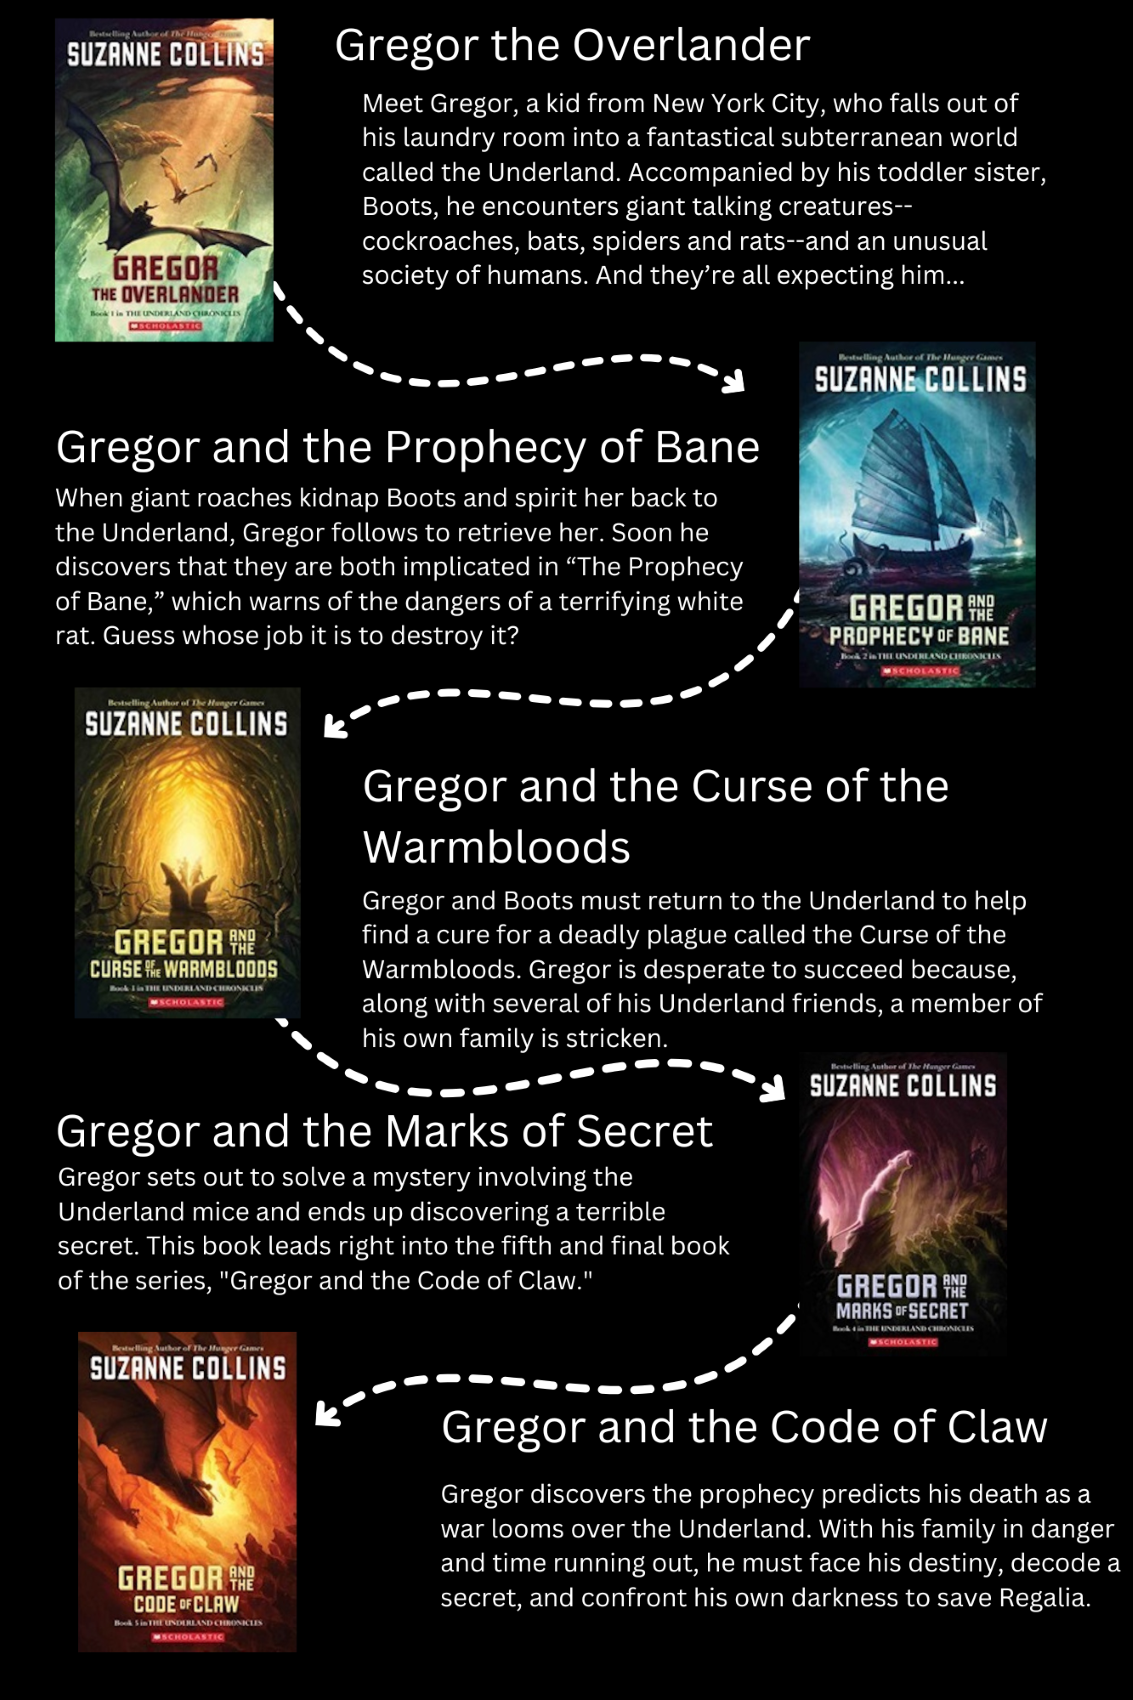 Bestselling Author of The Hunger Games
SUZANNE COLLINS
GREGOR
THE OVERLANDER
Book 1 in THE UNDERLAND CHRONICLES
SCHOLASTIC
Gregor the Overlander
Meet Gregor, a kid from New York City, who falls out of
his laundry room into a fantastical subterranean world
called the Underland. Accompanied by his toddler sister,
Boots, he encounters giant talking creatures--
cockroaches, bats, spiders and rats--and an unusual
society of humans. And they’re all expecting him...
Bestselling Author of The Hunger Games
SUZANNE COLLINS
GREGOR AND THE
PROPHECY OF BANE
Book 2 in THE UNDERLAND CHRONICLES
SCHOLASTIC
Gregor and the Prophecy of Bane
When giant roaches kidnap Boots and spirit her back to
the Underland, Gregor follows to retrieve her. Soon he
discovers that they are both implicated in “The Prophecy
of Bane,” which warns of the dangers of a terrifying white
rat. Guess whose job it is to destroy it?
Bestselling Author of The Hunger Games
SUZANNE COLLINS
GREGOR AND THE
CURSE OF THE WARMBLOODS
Book 3 in THE UNDERLAND CHRONICLES
SCHOLASTIC
Gregor and the Curse of the
Warmbloods
Gregor and Boots must return to the Underland to help
find a cure for a deadly plague called the Curse of the
Warmbloods. Gregor is desperate to succeed because,
along with several of his Underland friends, a member of
his own family is stricken.
Bestselling Author of The Hunger Games
SUZANNE COLLINS
GREGOR AND THE
MARKS OF SECRET
Book 4 in THE UNDERLAND CHRONICLES
SCHOLASTIC
Gregor and the Marks of Secret
Gregor sets out to solve a mystery involving the
Underland mice and ends up discovering a terrible
secret. This book leads right into the fifth and final book
of the series, "Gregor and the Code of Claw."
Bestselling Author of The Hunger Games
SUZANNE COLLINS
GREGOR AND THE
CODE OF CLAW
Book 5 in THE UNDERLAND CHRONICLES
SCHOLASTIC
Gregor and the Code of Claw
Gregor discovers the prophecy predicts his death as a
war looms over the Underland. With his family in danger
and time running out, he must face his destiny, decode a
secret, and confront his own darkness to save Regalia.